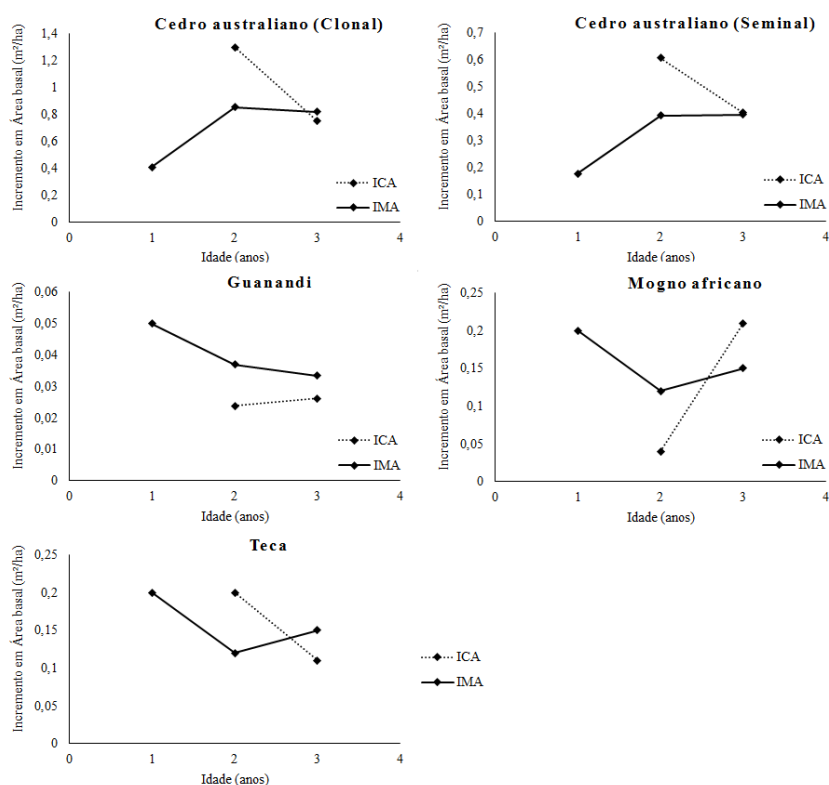 Cedro australiano (Clonal)
Incremento em Área basal (m²/ha)
1,4
1,2
1
0,8
0,6
0,4
0,2
0
0 1 2 3 4
Idade (anos)
ICA
IMA
Cedro australiano (Seminal)
Incremento em Área basal (m²/ha)
0,7
0,6
0,5
0,4
0,3
0,2
0,1
0
0 1 2 3 4
Idade (anos)
ICA
IMA
Guanandi
Incremento em Área basal (m²/ha)
0,06
0,05
0,04
0,03
0,02
0,01
0
0 1 2 3 4
Idade (anos)
ICA
IMA
Mogno africano
Incremento em Área basal (m²/ha)
0,25
0,2
0,15
0,1
0,05
0
0 1 2 3 4
Idade (anos)
ICA
IMA
Teca
Incremento em Área basal (m²/ha)
0,25
0,2
0,15
0,1
0,05
0
0 1 2 3 4
Idade (anos)
ICA
IMA